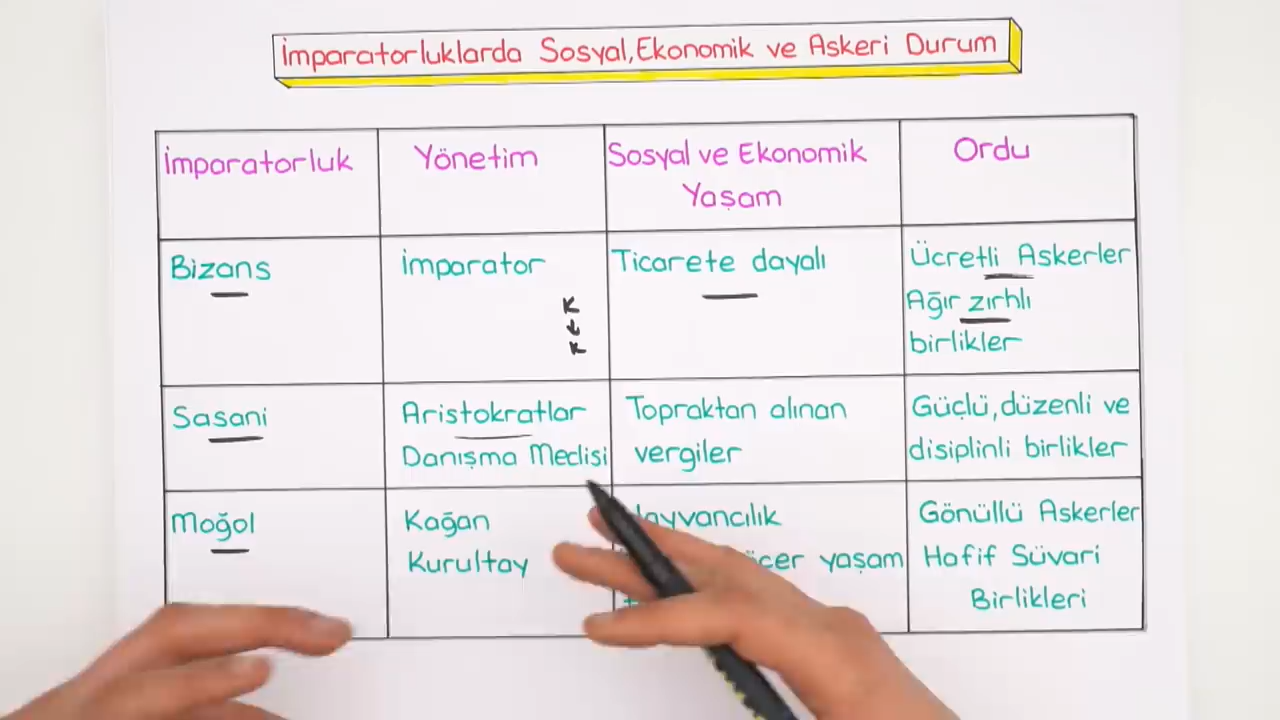 İmparatorluklarda Sosyal, Ekonomik ve Askeri Durum
İmparatorluk
Yönetim
Sosyal ve Ekonomik
Yaşam
Ordu
Bizans
İmparator
Ticarete dayalı
Ücretli Askerler
Ağır zırhlı
birlikler
Sasani
Aristokratlar
Danışma Meclisi
Topraktan alınan
vergiler
Güçlü, düzenli ve
disiplinli birlikler
Moğol
Kağan
Kurultay
yaşam
Gönüllü Askerler
Hafif Süvari
Birlikleri